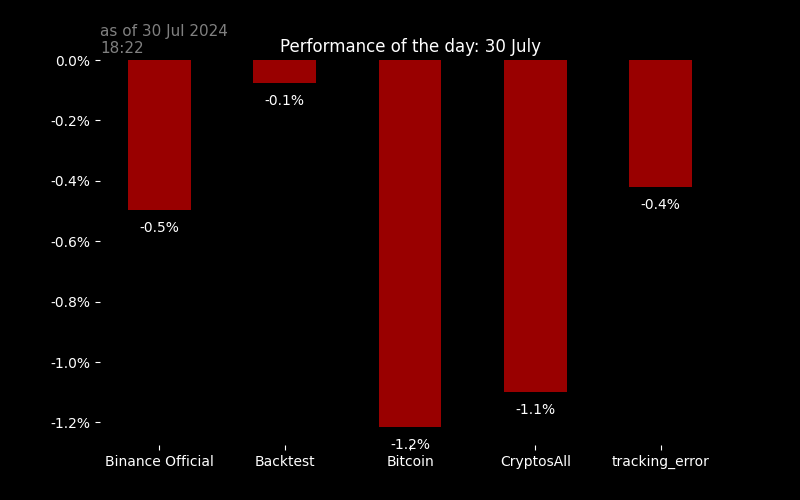 as of 30 Jul 2024
18:22
Performance of the day: 30 July
0.0%
-0.2%
-0.4%
-0.6%
-0.8%
-1.0%
-1.2%
-0.5%
-0.1%
-1.2%
-1.1%
-0.4%
Binance Official
Backtest
Bitcoin
CryptosAll
tracking_error